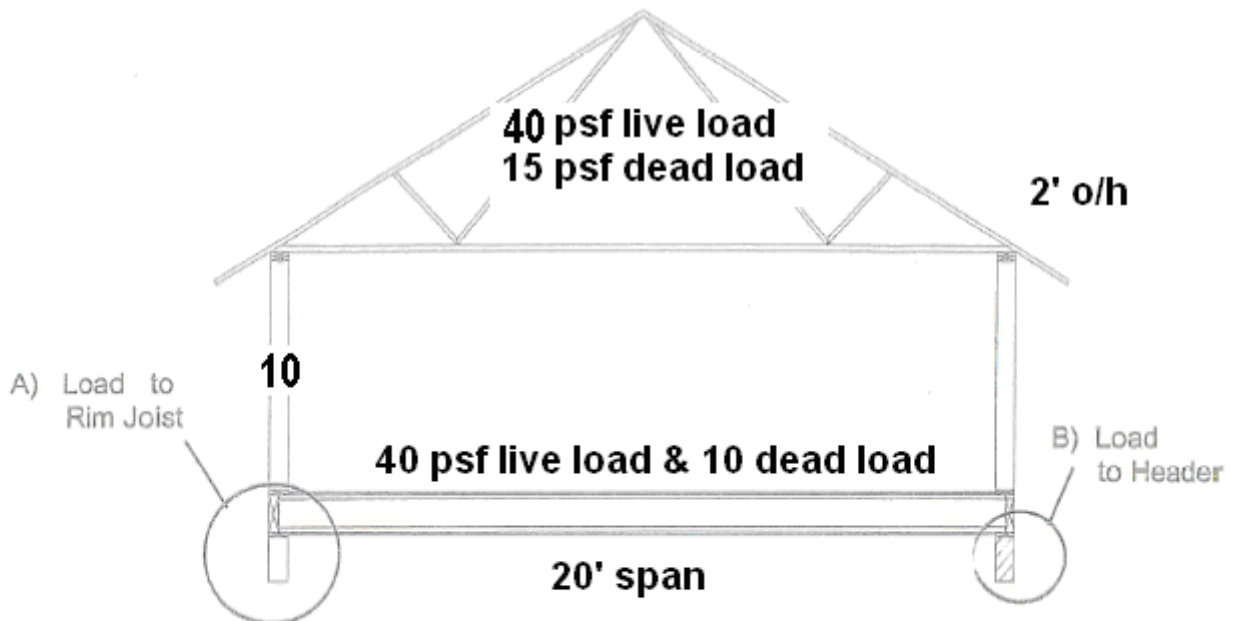 40 psf live load
15 psf dead load
2' o/h
10
A) Load to
Rim Joist
40 psf live load & 10 dead load
B) Load
to Header
20' span